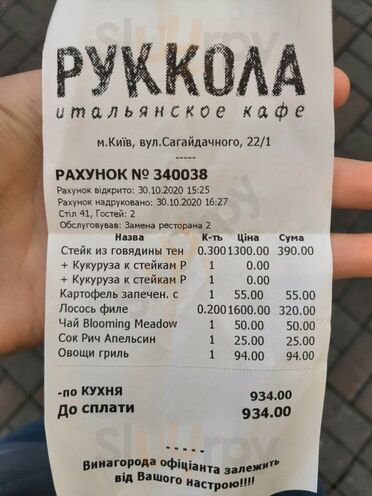 РУККОЛА
итальянское кафе
м.Київ, вул.Сагайдачного, 22/1
-----
РАХУНОК № 340038
Рахунок відкрито: 30.10.2020 15:25
Рахунок надруковано: 30.10.2020 16:27
Стіл 41, Гостей: 2
Обслуговував: Замена ресторана 2
Назва К-ть Ціна Сума
Стейк из говядины тен 0.300 1300.00 390.00
+ Кукуруза к стейкам Р 1 0.00
+ Кукуруза к стейкам Р 1 0.00
Картофель запечен. с 1 55.00 55.00
Лосось филе 0.200 1600.00 320.00
Чай Blooming Meadow 1 50.00 50.00
Сок Рич Апельсин 1 25.00 25.00
Овощи гриль 1 94.00 94.00
-по КУХНЯ 934.00
До сплати 934.00
-----
Винагорода офіціанта залежить
від Вашого настрою!!!!
Sluurpy
Sluurpy